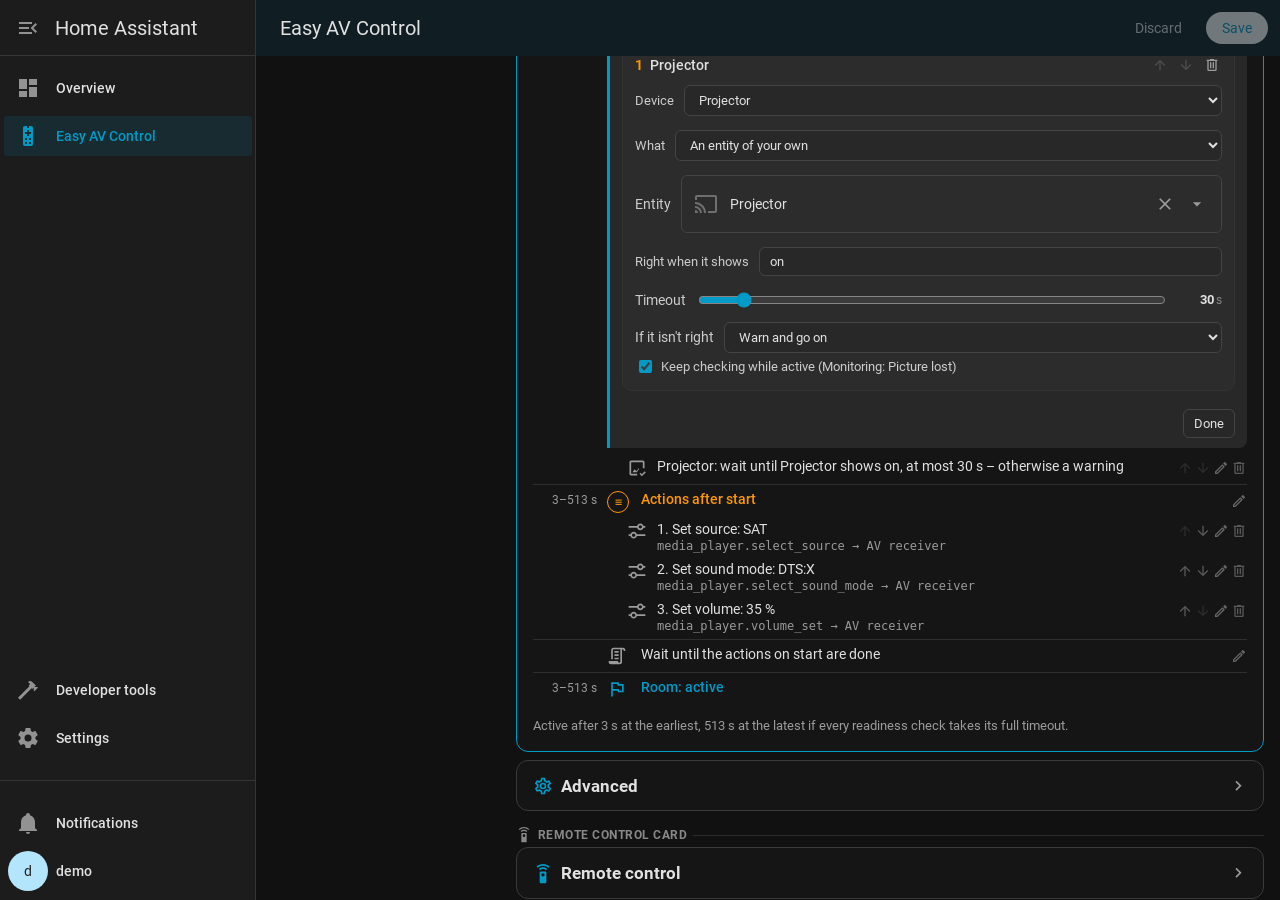 Home Assistant
Easy AV Control
Discard
Save
Overview
Easy AV Control
Developer tools
Settings
Notifications
d
demo
1 Projector
Device
Projector
What
An entity of your own
Entity
Projector
Right when it shows
on
Timeout
30 s
If it isn't right
Warn and go on
Keep checking while active (Monitoring: Picture lost)
Done
Projector: wait until Projector shows on, at most 30 s – otherwise a warning
3–513 s
Actions after start
1. Set source: SAT
media_player.select_source → AV receiver
2. Set sound mode: DTS:X
media_player.select_sound_mode → AV receiver
3. Set volume: 35 %
media_player.volume_set → AV receiver
Wait until the actions on start are done
3–513 s
Room: active
Active after 3 s at the earliest, 513 s at the latest if every readiness check takes its full timeout.
Advanced
REMOTE CONTROL CARD
Remote control